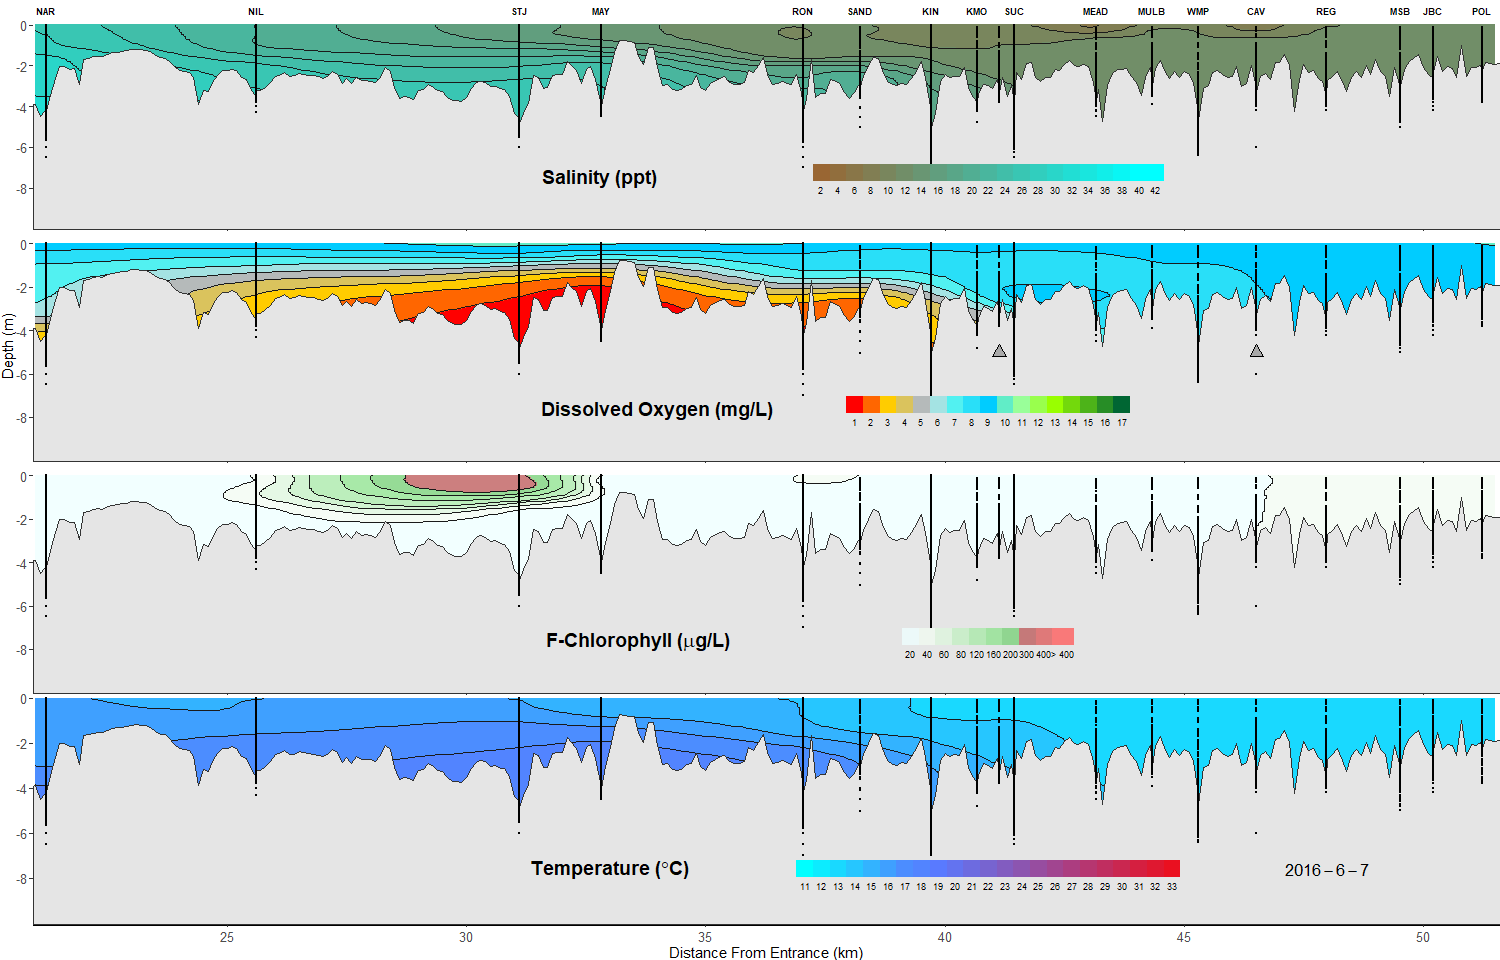 NAR NIL STJ MAY RON SAND KIN KMO SUC MEAD MULB WMP CAV REG MSB JBC POL
0
-2
-4
-6
-8
Salinity (ppt)
2 4 6 8 10 12 14 16 18 20 22 24 26 28 30 32 34 36 38 40 42
0
-2
-4
-6
-8
Dissolved Oxygen (mg/L)
1 2 3 4 5 6 7 8 9 10 11 12 13 14 15 16 17
Depth (m)
0
-2
-4
-6
-8
F-Chlorophyll (μg/L)
20 40 60 80 120 160 200 300 400> 400
0
-2
-4
-6
-8
Temperature (°C)
11 12 13 14 15 16 17 18 19 20 21 22 23 24 25 26 27 28 29 30 31 32 33
2016-6-7
25 30 35 40 45 50
Distance From Entrance (km)